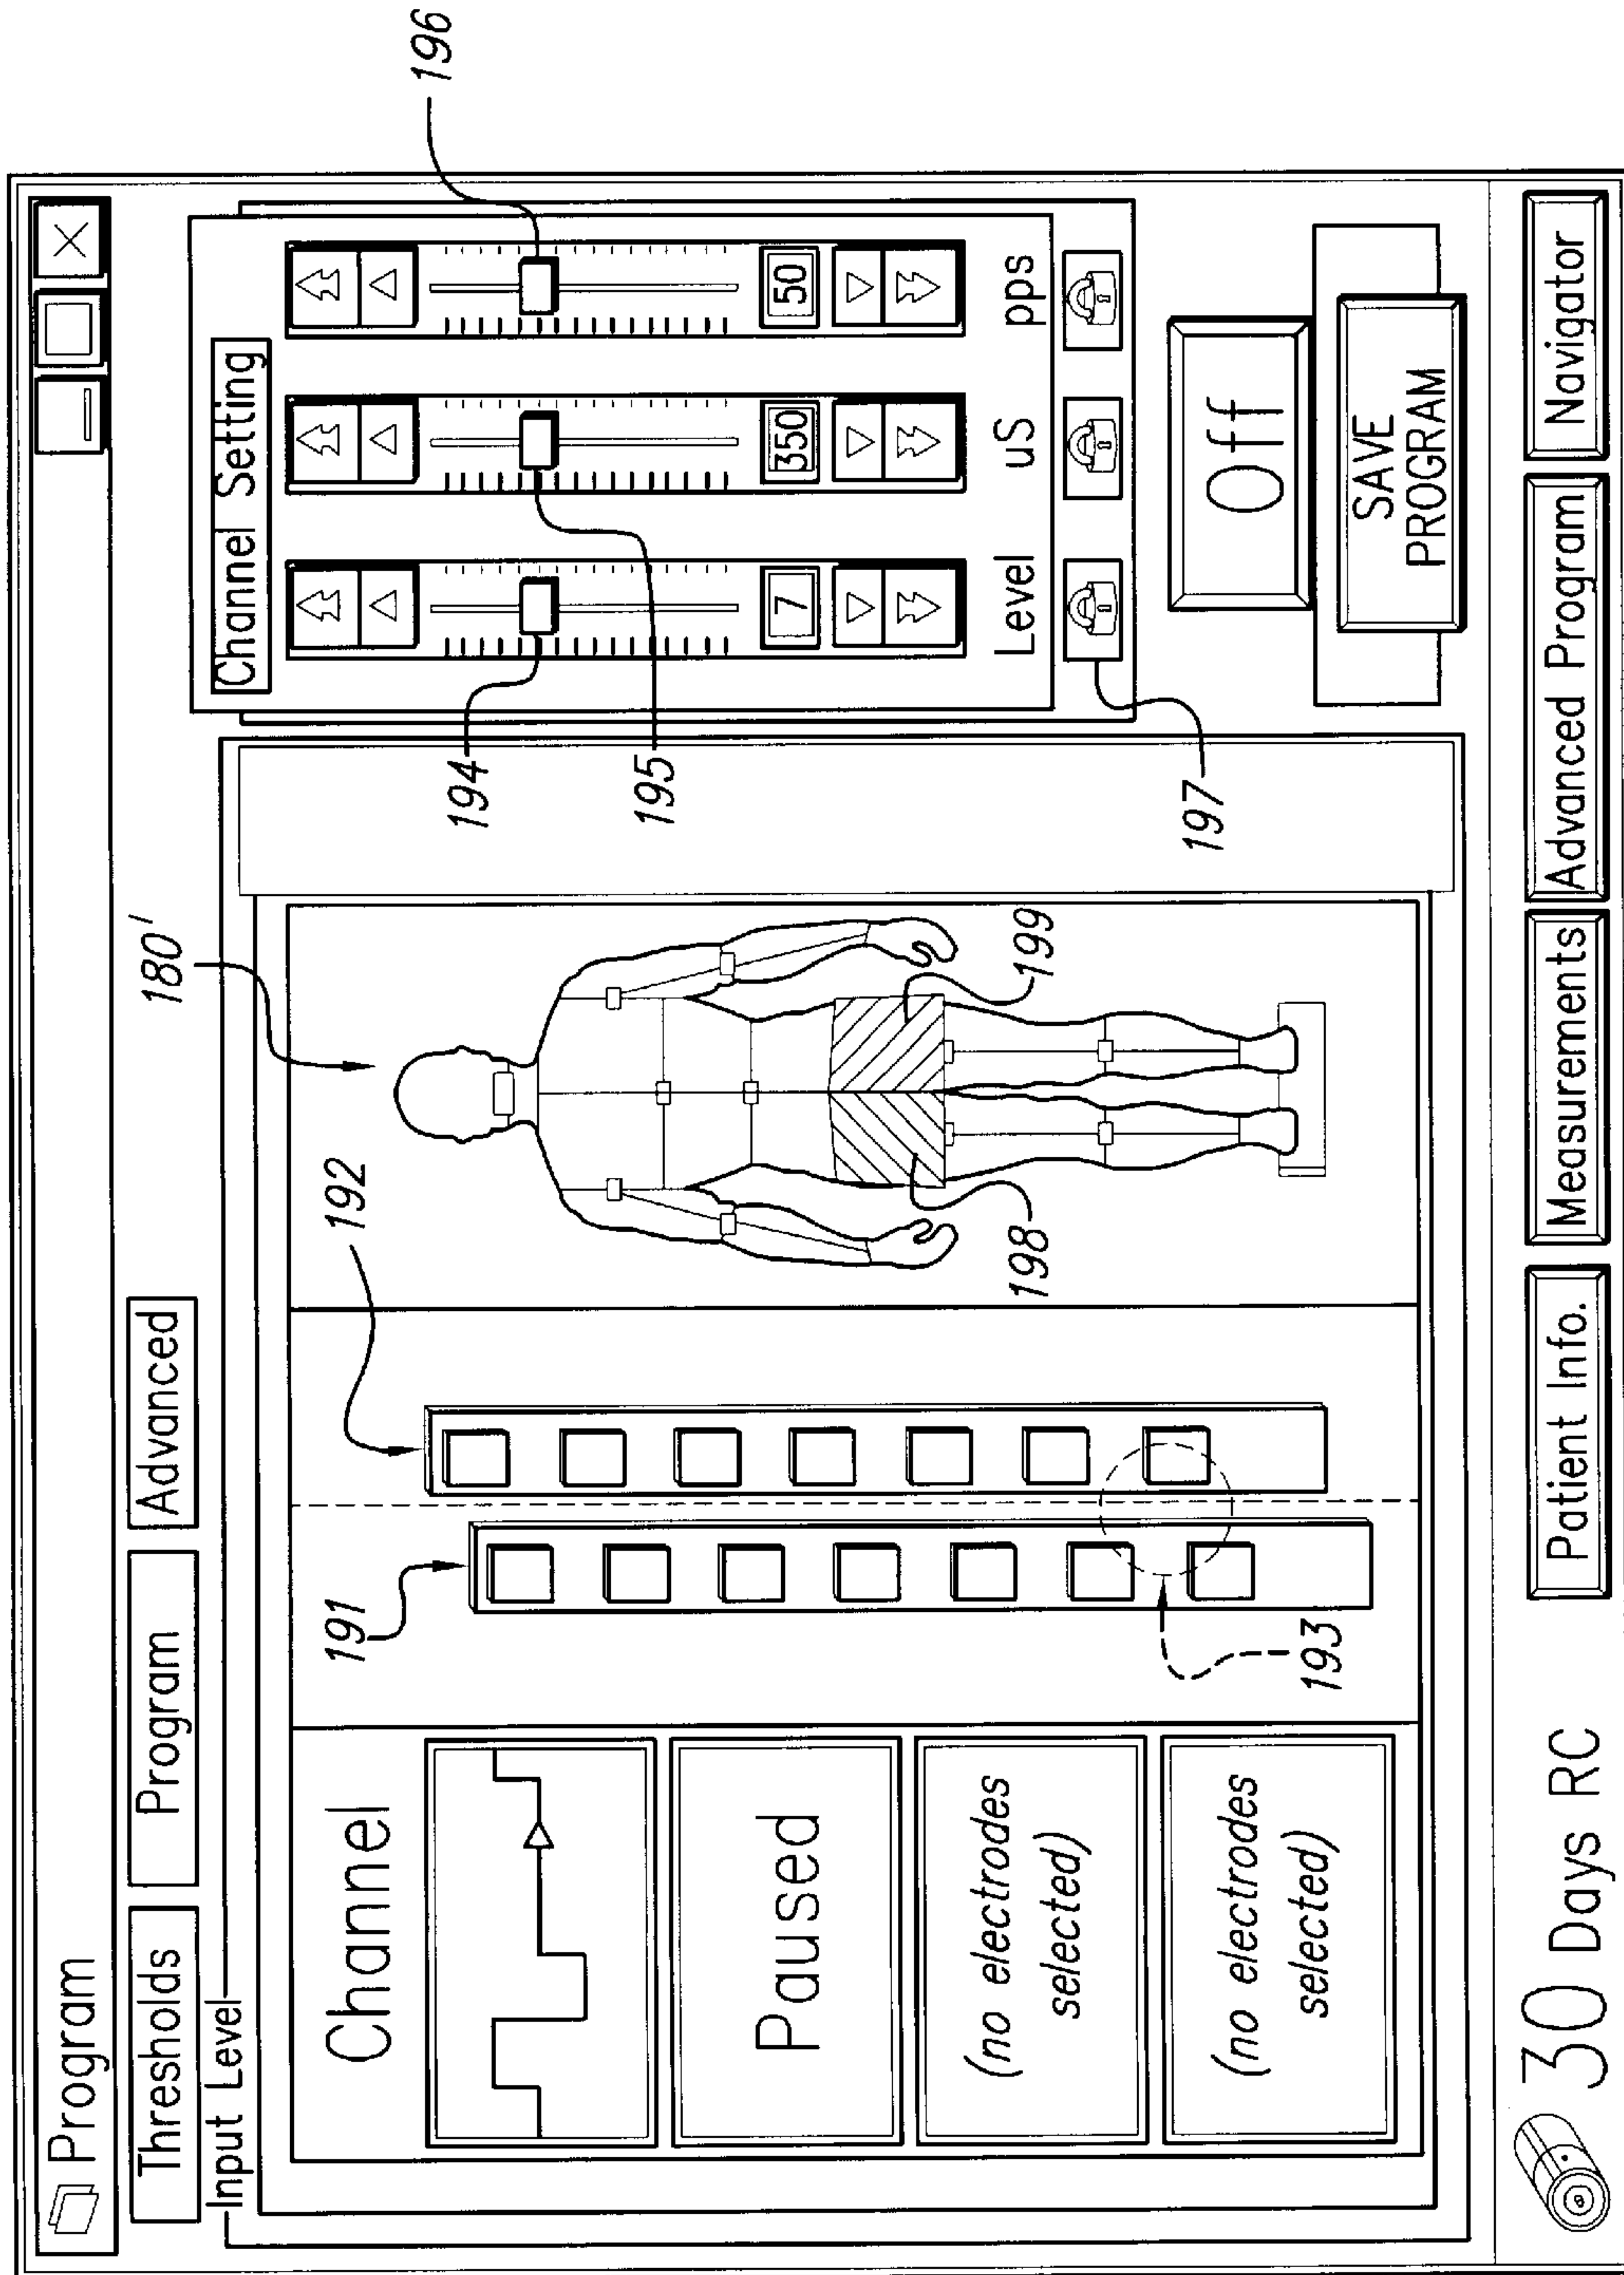 Program
Thresholds
Program
Advanced
Input Level
Channel
Paused
(no electrodes
selected)
(no electrodes
selected)
191
192
193
180'
198
199
Channel Setting
194
195
196
7
350
50
Level
uS
pps
197
Off
SAVE
PROGRAM
30 Days RC
Patient Info.
Measurements
Advanced Program
Navigator